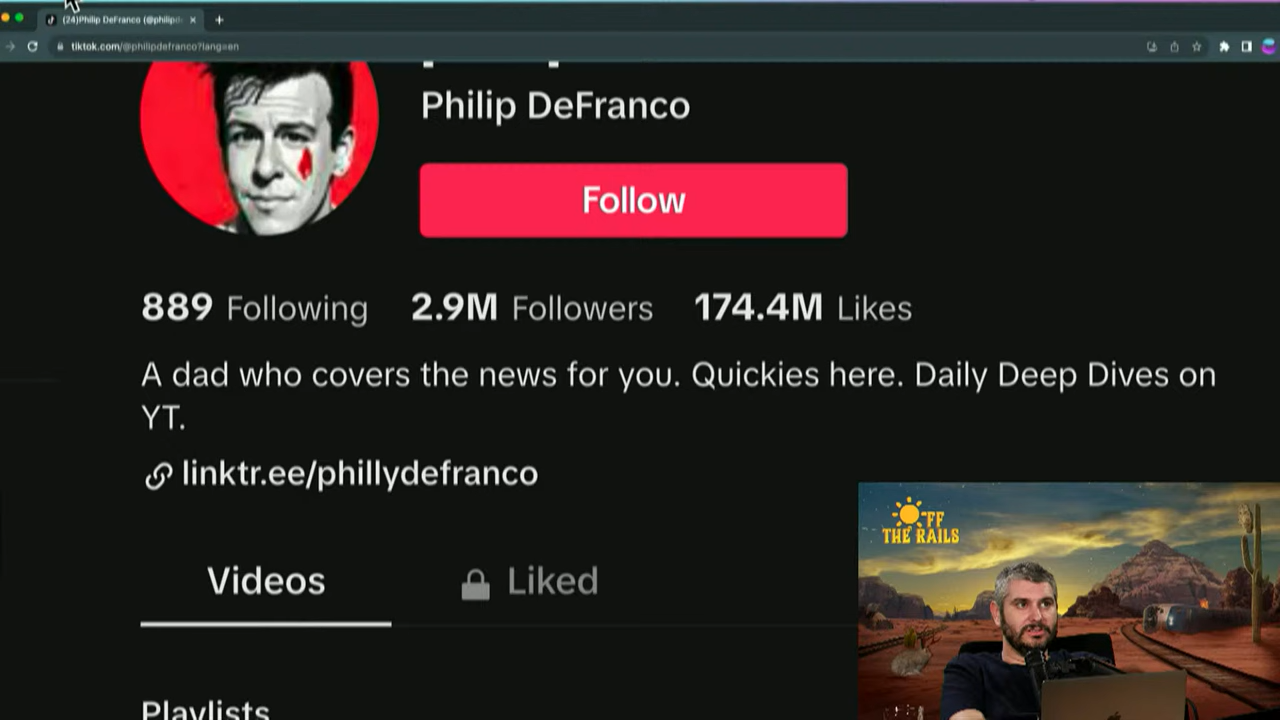 (24)Philip DeFranco (@philipd
tiktok.com/@philipdefranco?lang=en
Philip DeFranco
Follow
889 Following 2.9M Followers 174.4M Likes
A dad who covers the news for you. Quickies here. Daily Deep Dives on
YT.
linktr.ee/phillydefranco
Videos Liked
Playlists
OFF
THE RAILS